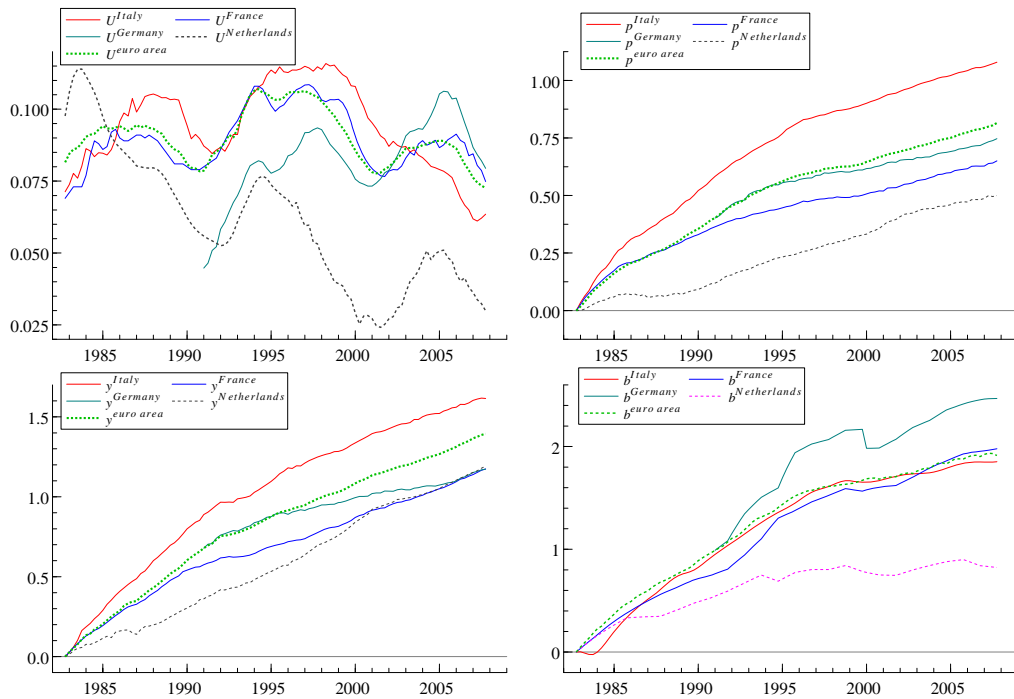 U^Italy U^France
U^Germany U^Netherlands
U^euro area
0.100
0.075
0.050
0.025
1985 1990 1995 2000 2005
p^Italy p^France
p^Germany p^Netherlands
p^euro area
1.00
0.75
0.50
0.25
0.00
1985 1990 1995 2000 2005
y^Italy y^France
y^Germany y^Netherlands
y^euro area
1.5
1.0
0.5
0.0
1985 1990 1995 2000 2005
b^Italy b^France
b^Germany b^Netherlands
b^euro area
2
1
0
1985 1990 1995 2000 2005